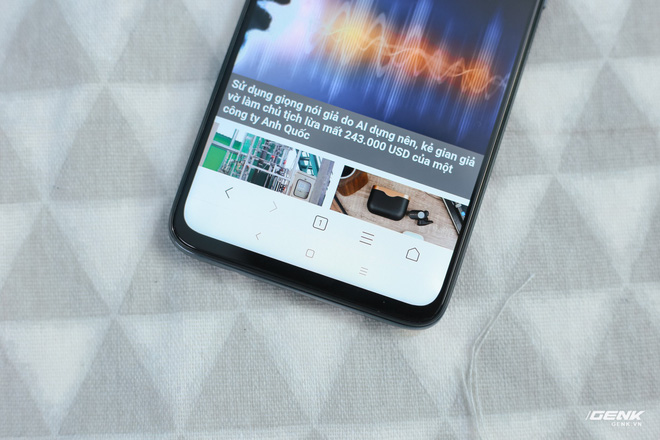 Sử dụng giọng nói giả do AI dựng nên, kẻ gian giả
vờ làm chủ tịch lừa mất 243.000 USD của một
công ty Anh Quốc
1
GENK
GENK.VN